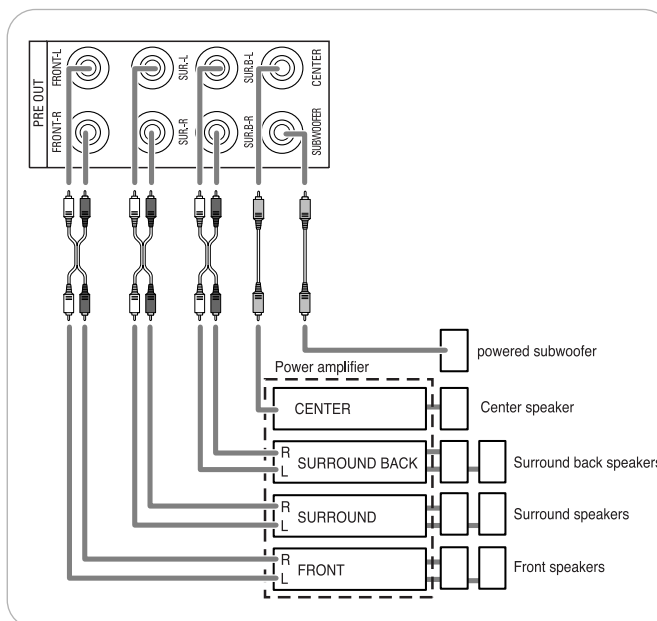 PRE OUT
FRONT-L
SUR.-L
SUR.B-L
CENTER
FRONT-R
SUR.-R
SUR.B-R
SUBWOOFER
powered subwoofer
Power amplifier
CENTER
Center speaker
R
L
SURROUND BACK
Surround back speakers
R
L
SURROUND
Surround speakers
R
L
FRONT
Front speakers